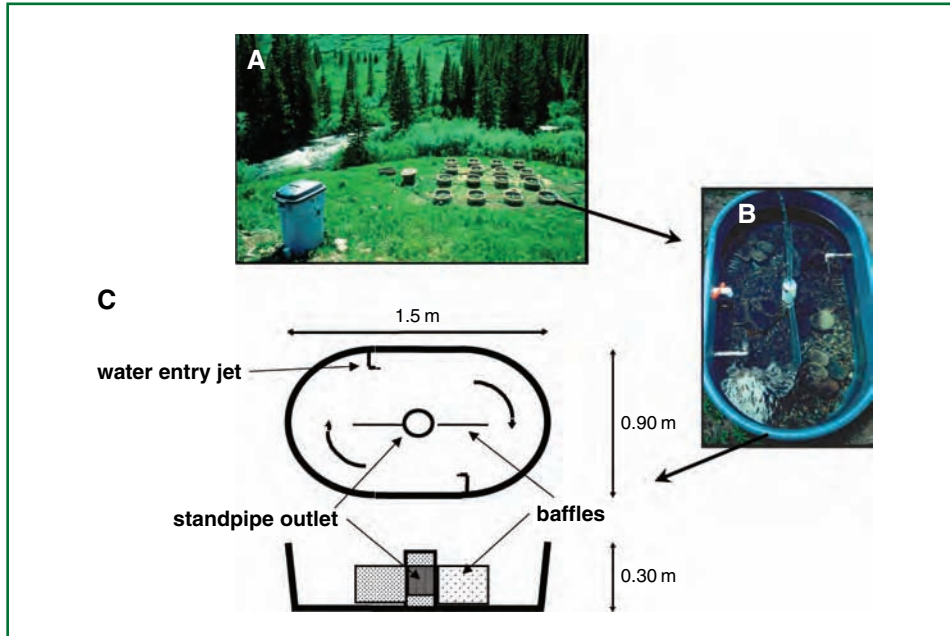 A
B
C
1.5 m
water entry jet
0.90 m
standpipe outlet
baffles
0.30 m